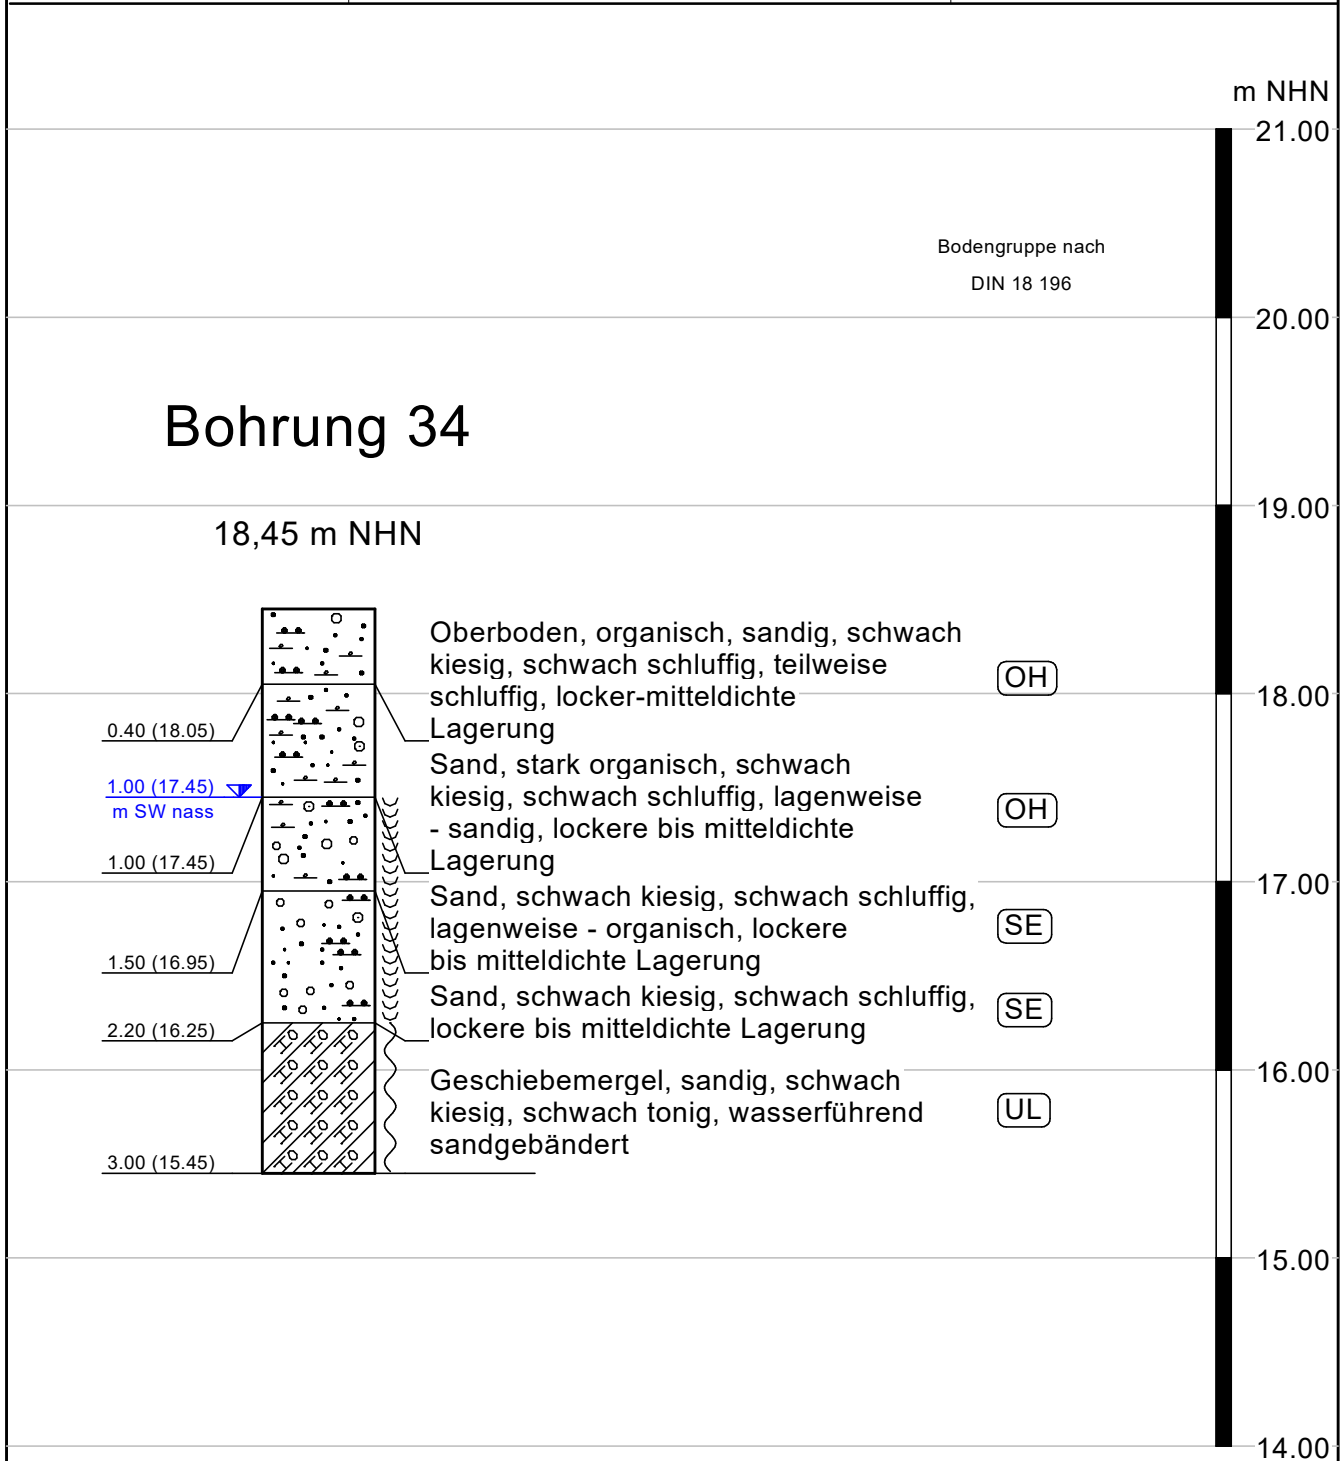 m NHN
21.00
Bodengruppe nach
DIN 18 196
20.00
Bohrung 34
19.00
18,45 m NHN
Oberboden, organisch, sandig, schwach
kiesig, schwach schluffig, teilweise
schluffig, locker-mitteldichte
Lagerung
OH
18.00
0.40 (18.05)
Sand, stark organisch, schwach
kiesig, schwach schluffig, lagenweise
- sandig, lockere bis mitteldichte
Lagerung
OH
1.00 (17.45)
m SW nass
1.00 (17.45)
17.00
Sand, schwach kiesig, schwach schluffig,
lagenweise - organisch, lockere
bis mitteldichte Lagerung
SE
1.50 (16.95)
Sand, schwach kiesig, schwach schluffig,
lockere bis mitteldichte Lagerung
SE
2.20 (16.25)
16.00
Geschiebemergel, sandig, schwach
kiesig, schwach tonig, wasserführend
sandgebändert
UL
3.00 (15.45)
15.00
14.00